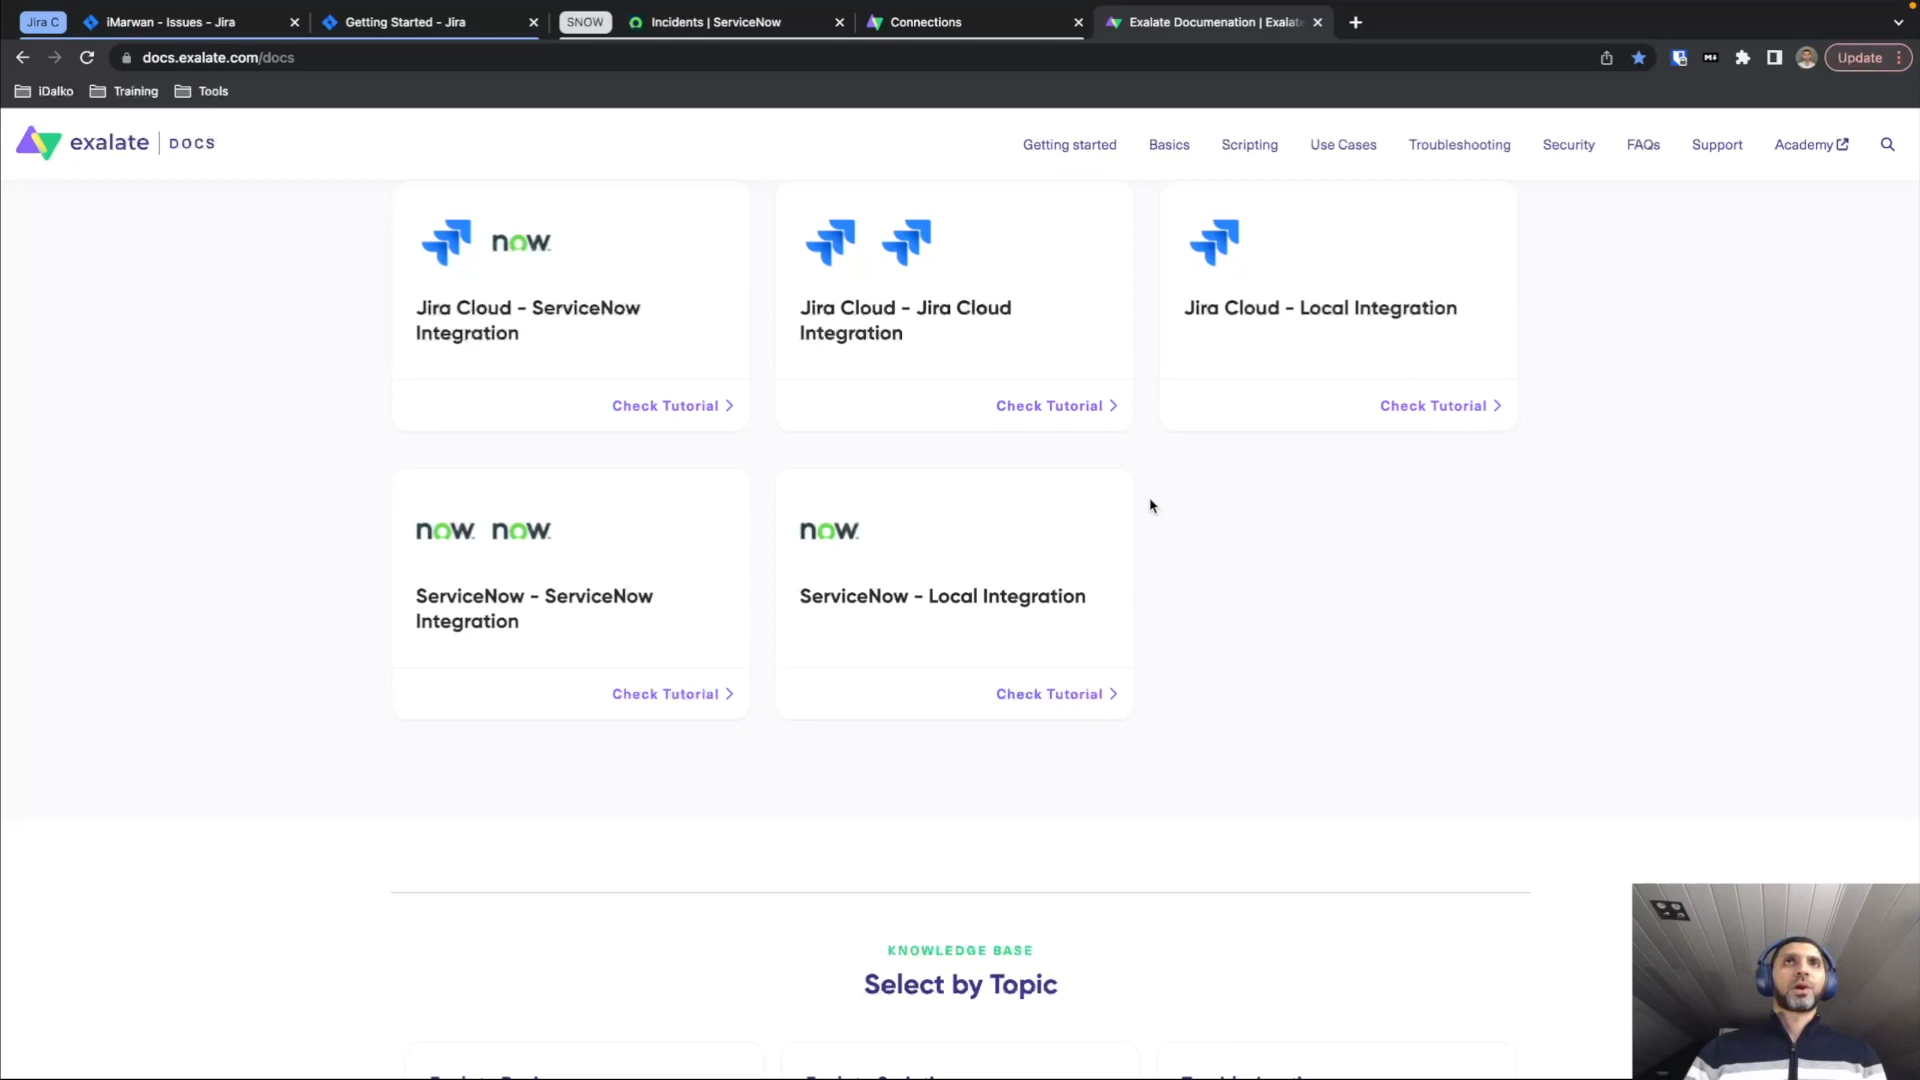 Jira C
iMarwan - Issues - Jira
Getting Started - Jira
SNOW
Incidents | ServiceNow
Connections
Exalate Documenation | Exalate
docs.exalate.com/docs
Update
iDalko
Training
Tools
exalate | DOCS
Getting started
Basics
Scripting
Use Cases
Troubleshooting
Security
FAQs
Support
Academy
now.
Jira Cloud - ServiceNow
Integration
Check Tutorial
Jira Cloud - Jira Cloud
Integration
Check Tutorial
Jira Cloud - Local Integration
Check Tutorial
now. now.
ServiceNow - ServiceNow
Integration
Check Tutorial
now.
ServiceNow - Local Integration
Check Tutorial
KNOWLEDGE BASE
Select by Topic